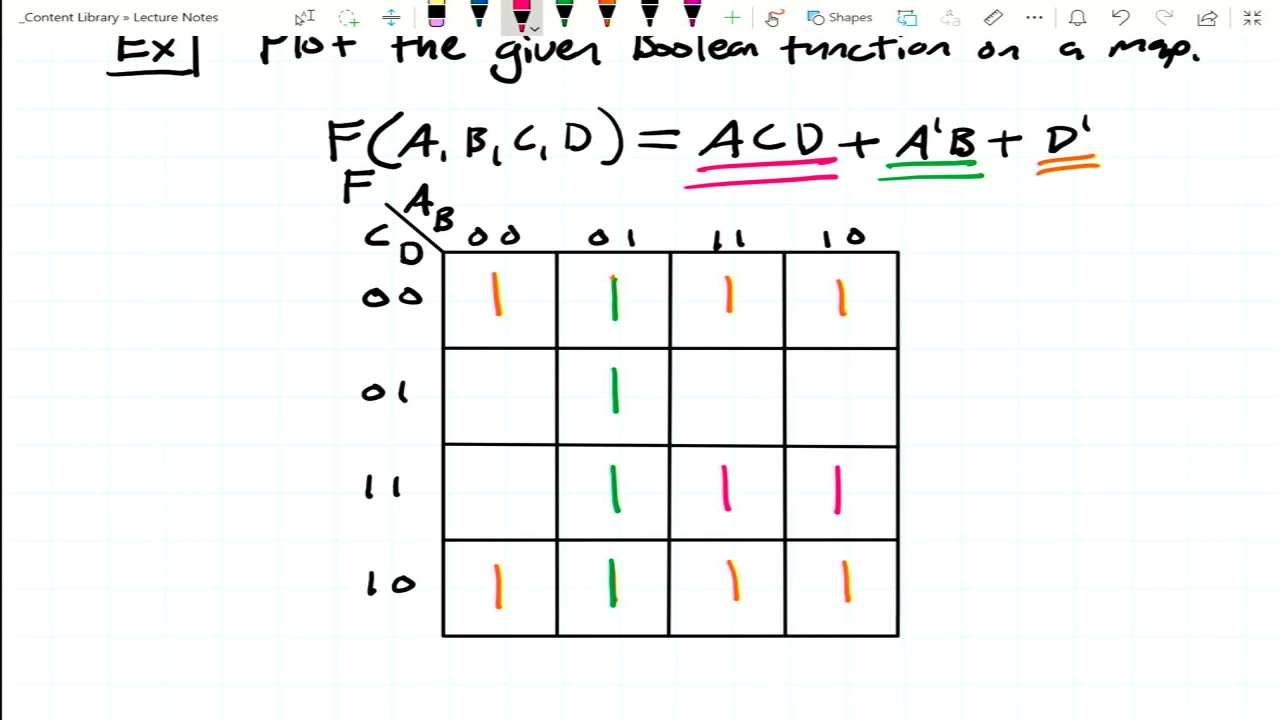 _Content Library » Lecture Notes
Shapes
Ex Plot the given Boolean function on a map.
F(A, B, C, D) = ACD + A'B + D'
F AB
CD 00 01 11 10
00 1 1 1 1
01 1
11 1 1 1
10 1 1 1 1